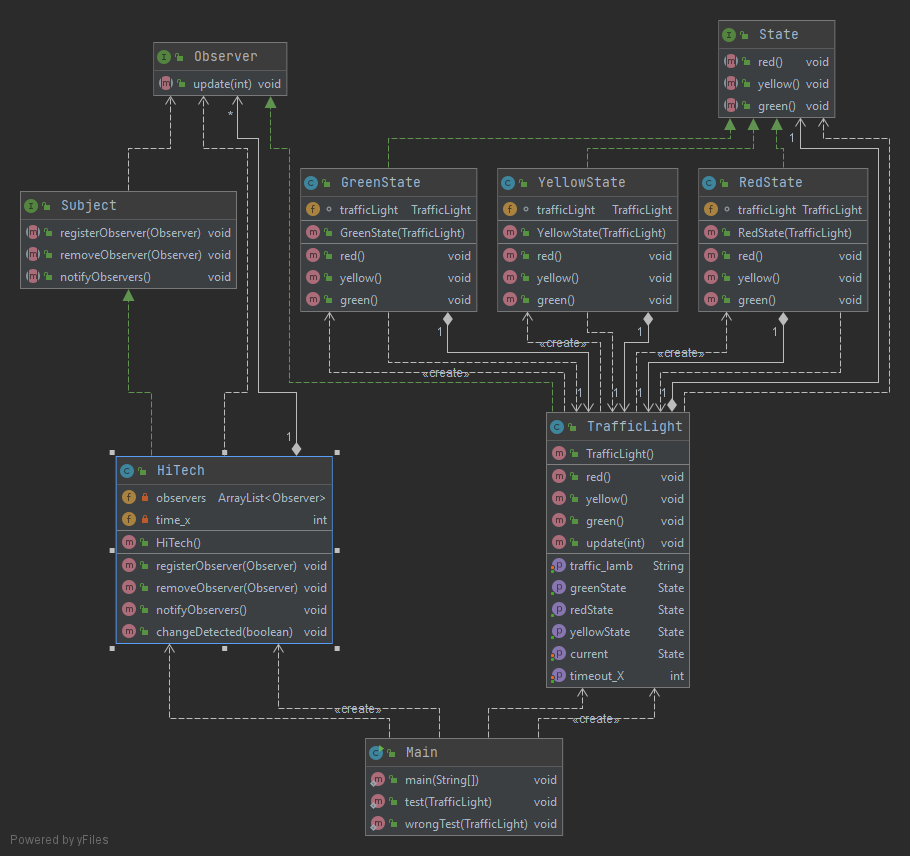 Observer
update(int) void
State
red() void
yellow() void
green() void
*
1
Subject
registerObserver(Observer) void
removeObserver(Observer) void
notifyObservers() void
GreenState
trafficLight TrafficLight
GreenState(TrafficLight)
red() void
yellow() void
green() void
YellowState
trafficLight TrafficLight
YellowState(TrafficLight)
red() void
yellow() void
green() void
RedState
trafficLight TrafficLight
RedState(TrafficLight)
red() void
yellow() void
green() void
1
1
1
«create»
«create»
«create»
1
1
1
1
HiTech
observers ArrayList<Observer>
time_x int
HiTech()
registerObserver(Observer) void
removeObserver(Observer) void
notifyObservers() void
changeDetected(boolean) void
TrafficLight
TrafficLight()
red() void
yellow() void
green() void
update(int) void
traffic_lamb String
greenState State
redState State
yellowState State
current State
timeout_X int
«create»
«create»
Main
main(String[]) void
test(TrafficLight) void
wrongTest(TrafficLight) void
Powered by yFiles